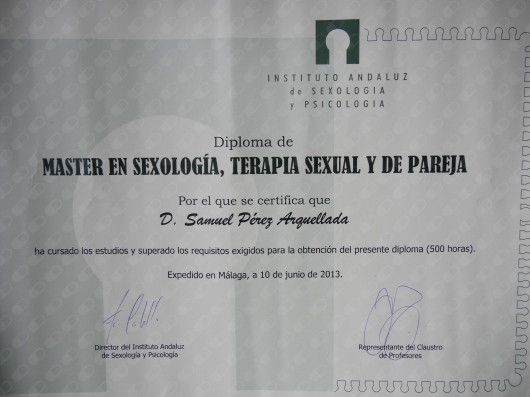 INSTITUTO ANDALUZ
de SEXOLOGIA
y PSICOLOGIA
Diploma de
MASTER EN SEXOLOGÍA, TERAPIA SEXUAL Y DE PAREJA
Por el que se certifica que
D. Samuel Pérez Arquellada
ha cursado los estudios y superado los requisitos exigidos para la obtención del presente diploma (500 horas).
Expedido en Málaga, a 10 de junio de 2013.
Director del Instituto Andaluz
de Sexología y Psicología
Representante del Claustro
de Profesores